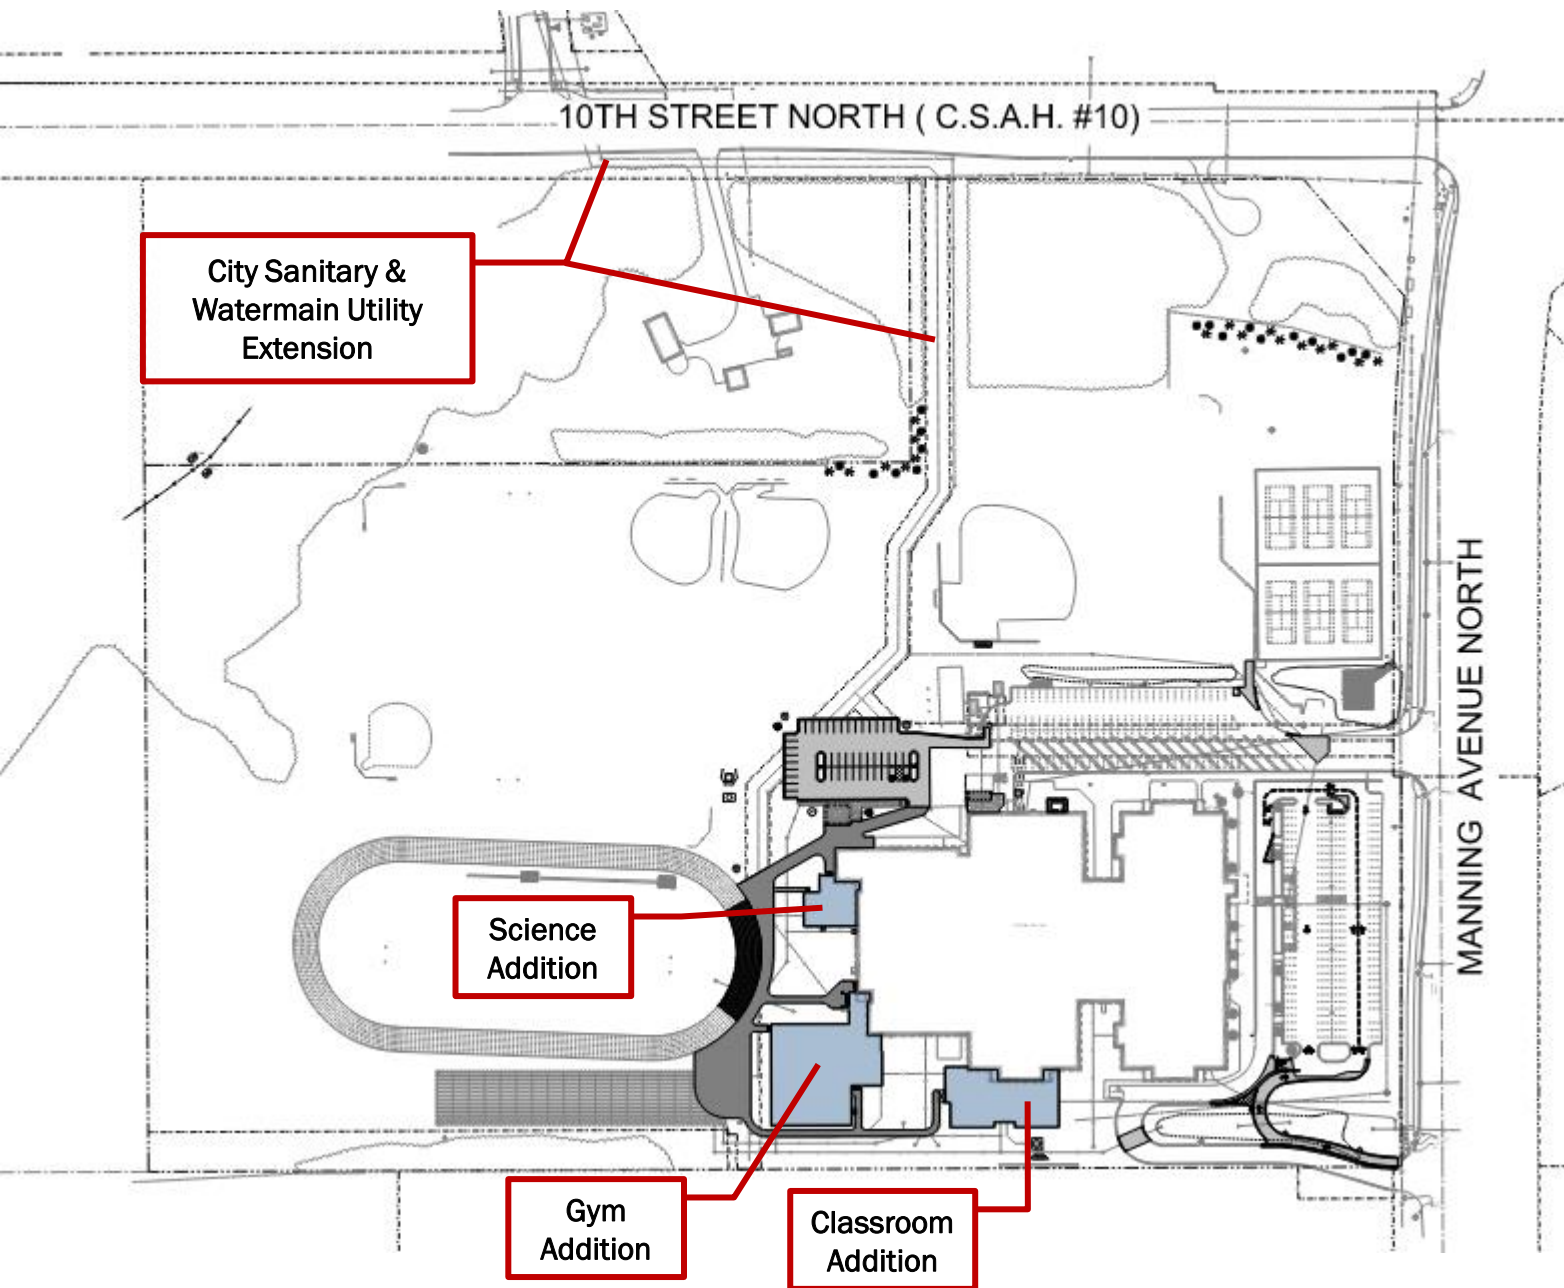 10TH STREET NORTH ( C.S.A.H. #10)
City Sanitary &
Watermain Utility
Extension
MANNING AVENUE NORTH
Science
Addition
Gym
Addition
Classroom
Addition